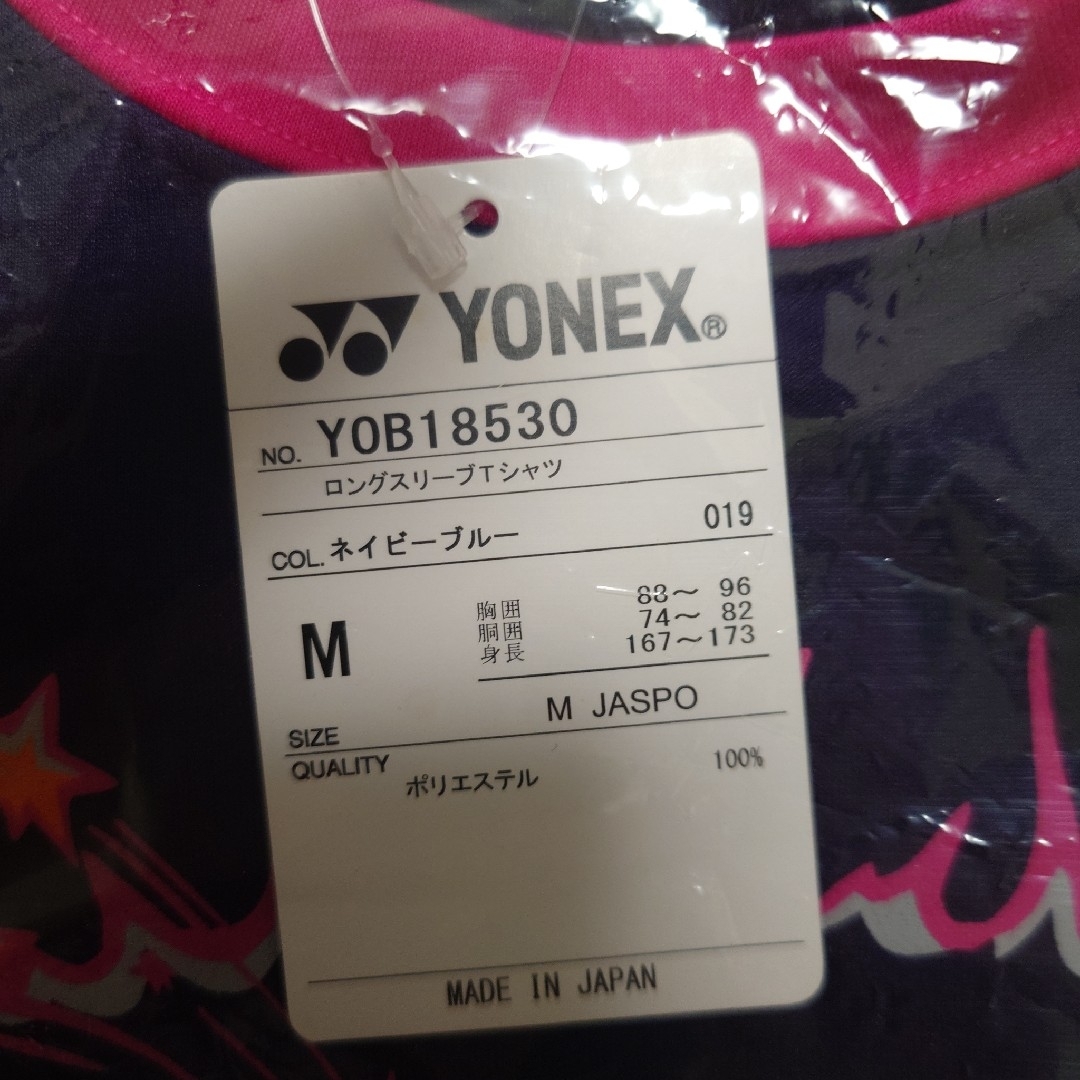 YONEX®
NO. YOB18530
ロングスリーブTシャツ
COL. ネイビーブルー 019
M 胸囲 88～ 96
胴囲 74～ 82
身長 167～173
SIZE M JASPO
QUALITY
ポリエステル 100%
MADE IN JAPAN